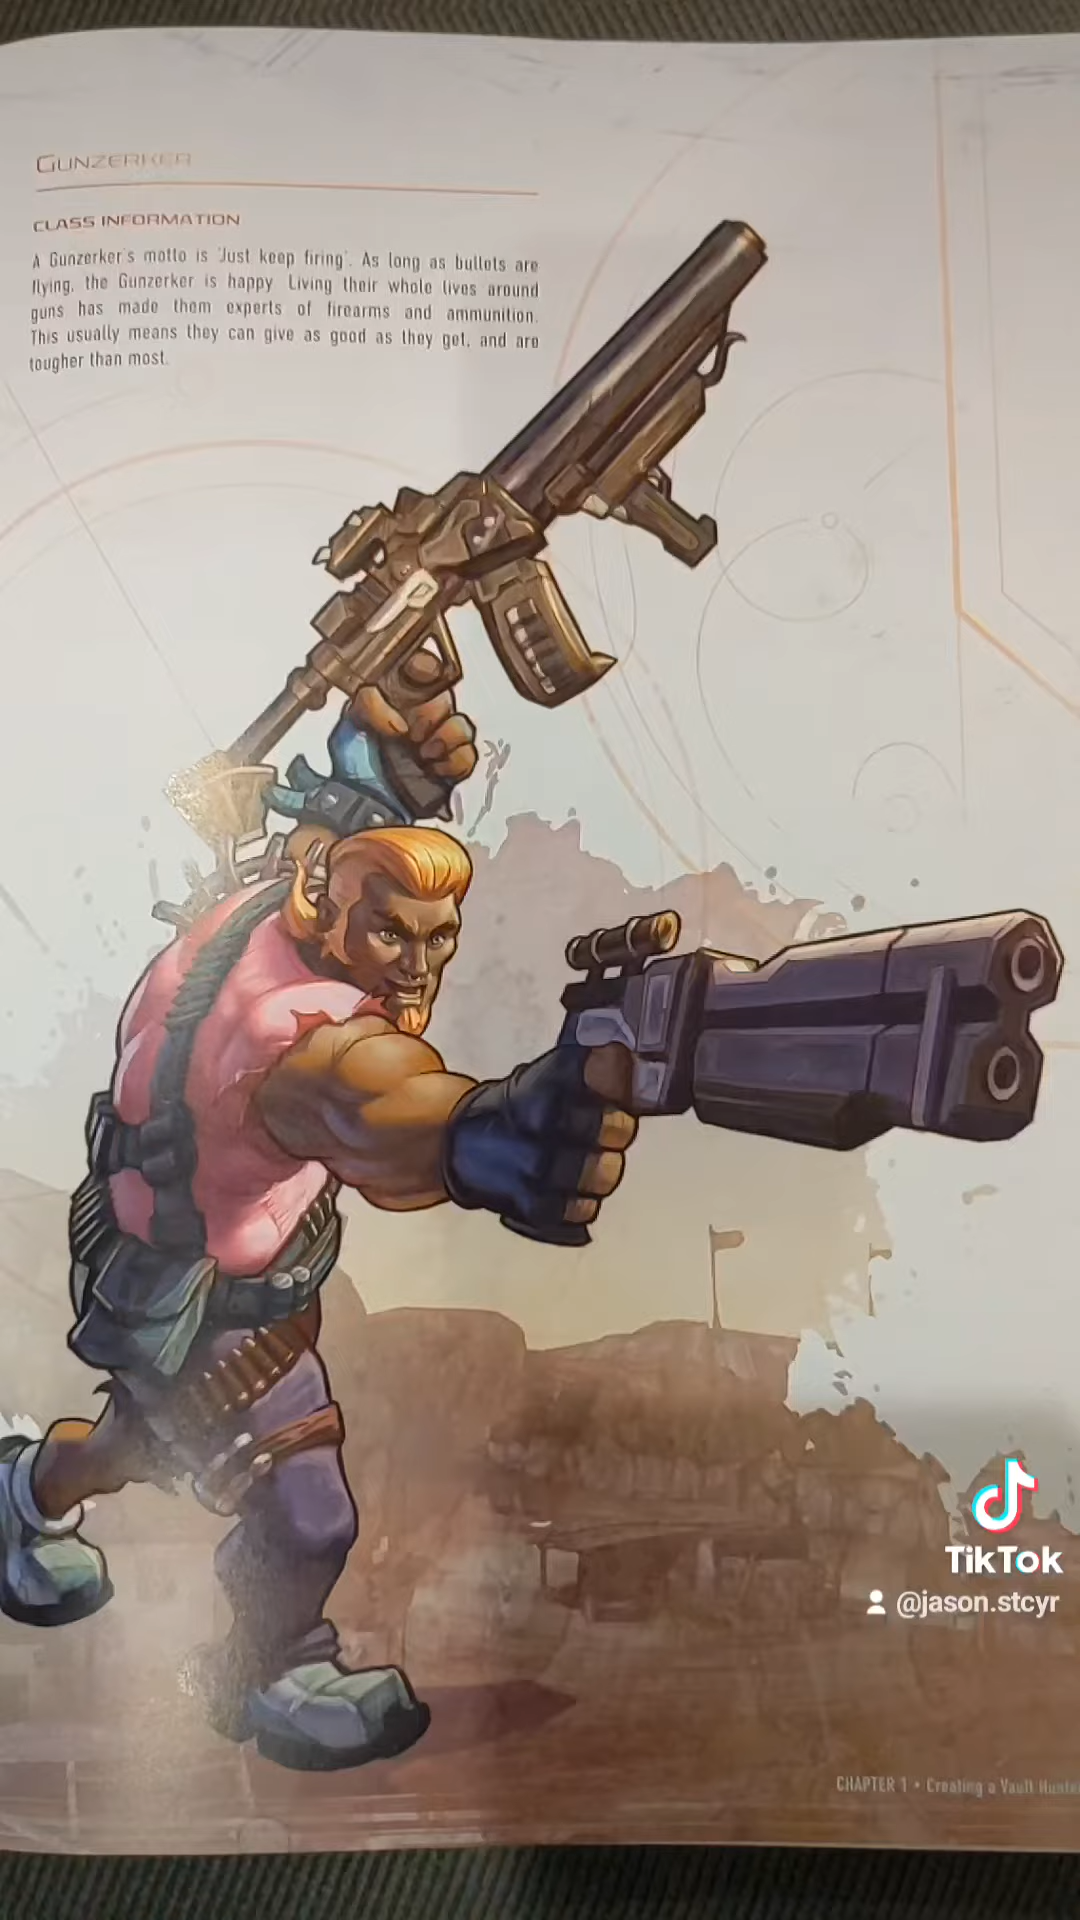 GUNZERKER
CLASS INFORMATION
A Gunzerker's motto is 'Just keep firing'. As long as bullets are
flying, the Gunzerker is happy. Living their whole lives around
guns has made them experts of firearms and ammunition.
This usually means they can give as good as they get, and are
tougher than most.
TikTok
@jason.stcyr
CHAPTER 1 • Creating a Vault Hunte